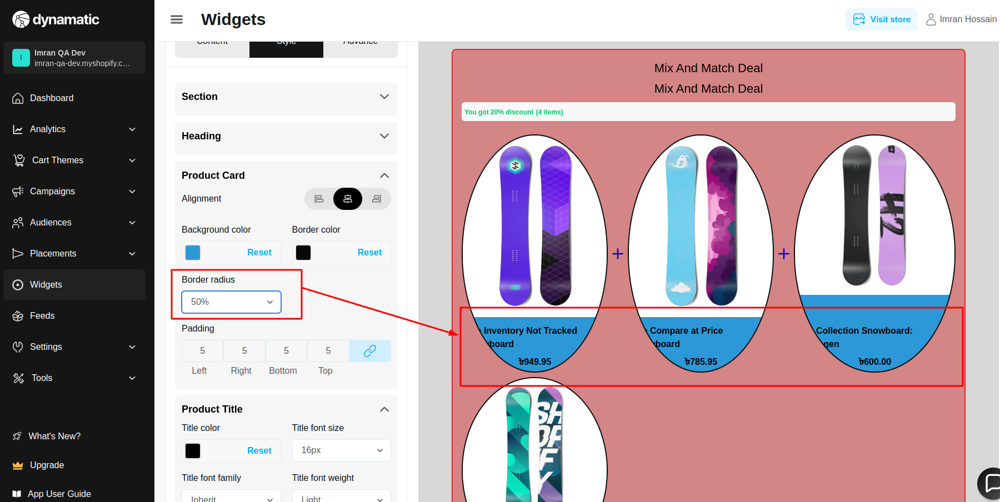 dynamatic
I
Imran QA Dev
imran-qa-dev.myshopify.c...
Dashboard
Analytics
Cart Themes
Campaigns
Audiences
Placements
Widgets
Feeds
Settings
Tools
What's New?
Upgrade
App User Guide
Widgets
Visit store
Imran Hossain
Content
Style
Advance
Section
Heading
Product Card
Alignment
Background color
Border color
Reset
Reset
Border radius
50%
Padding
5
5
5
5
Left
Right
Bottom
Top
Product Title
Title color
Title font size
Reset
16px
Title font family
Title font weight
Inherit
Light
Mix And Match Deal
Mix And Match Deal
You got 20% discount (4 items)
+
+
Inventory Not Tracked
board
৳949.95
Compare at Price
board
৳785.95
Collection Snowboard:
gen
৳600.00
SH
OP
IF
Y